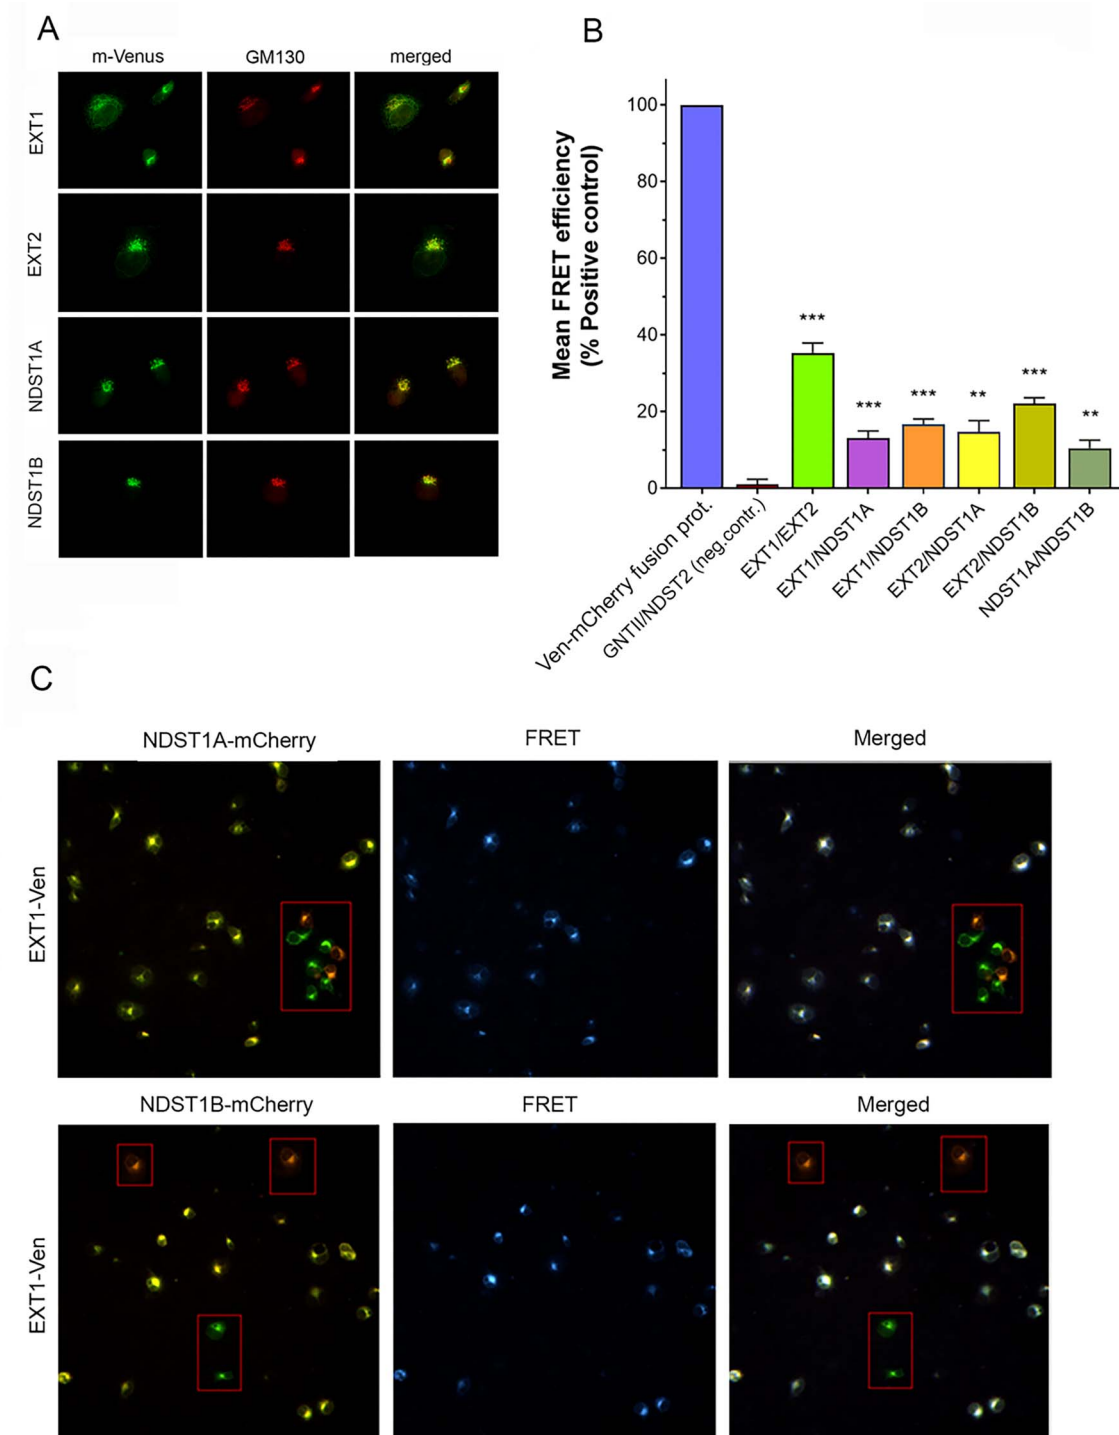 A
m-Venus GM130 merged
EXT1
EXT2
NDST1A
NDST1B
B
Mean FRET efficiency
(% Positive control)
100
80
60
40
20
0
***
***
***
**
***
**
Ven-mCherry fusion prot.
GNTII/NDST2 (neg.contr.)
EXT1/EXT2
EXT1/NDST1A
EXT1/NDST1B
EXT2/NDST1A
EXT2/NDST1B
NDST1A/NDST1B
C
NDST1A-mCherry FRET Merged
EXT1-Ven
NDST1B-mCherry FRET Merged
EXT1-Ven